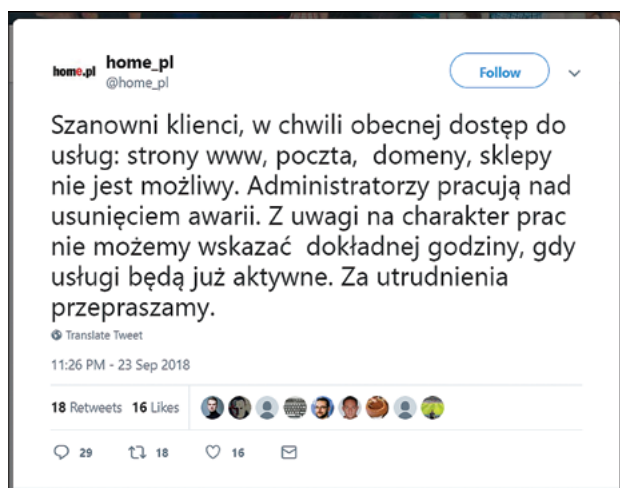 home.pl
home_pl
@home_pl
Follow
Szanowni klienci, w chwili obecnej dostęp do
usług: strony www, poczta,  domeny, sklepy
nie jest możliwy. Administratorzy pracują nad
usunięciem awarii. Z uwagi na charakter prac
nie możemy wskazać  dokładnej godziny, gdy
usługi będą już aktywne. Za utrudnienia
przepraszamy.
Translate Tweet
11:26 PM - 23 Sep 2018
18 Retweets 16 Likes
29 18 16